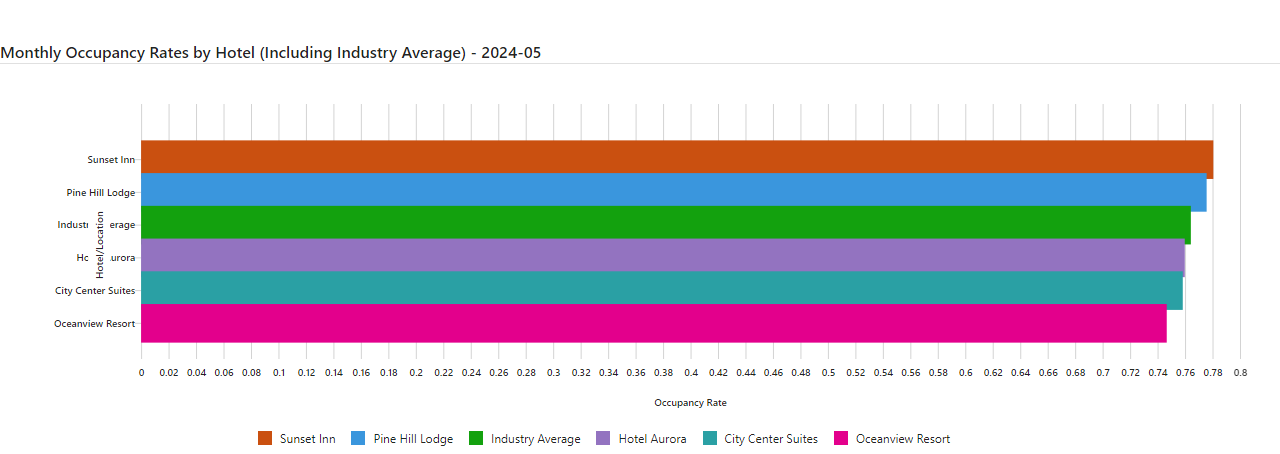 Monthly Occupancy Rates by Hotel (Including Industry Average) - 2024-05
Sunset Inn
Pine Hill Lodge
City Center Suites
Oceanview Resort
Hotel/Location
0 0.02 0.04 0.06 0.08 0.1 0.12 0.14 0.16 0.18 0.2 0.22 0.24 0.26 0.28 0.3 0.32 0.34 0.36 0.38 0.4 0.42 0.44 0.46 0.48 0.5 0.52 0.54 0.56 0.58 0.6 0.62 0.64 0.66 0.68 0.7 0.72 0.74 0.76 0.78 0.8
Occupancy Rate
Sunset Inn Pine Hill Lodge Industry Average Hotel Aurora City Center Suites Oceanview Resort